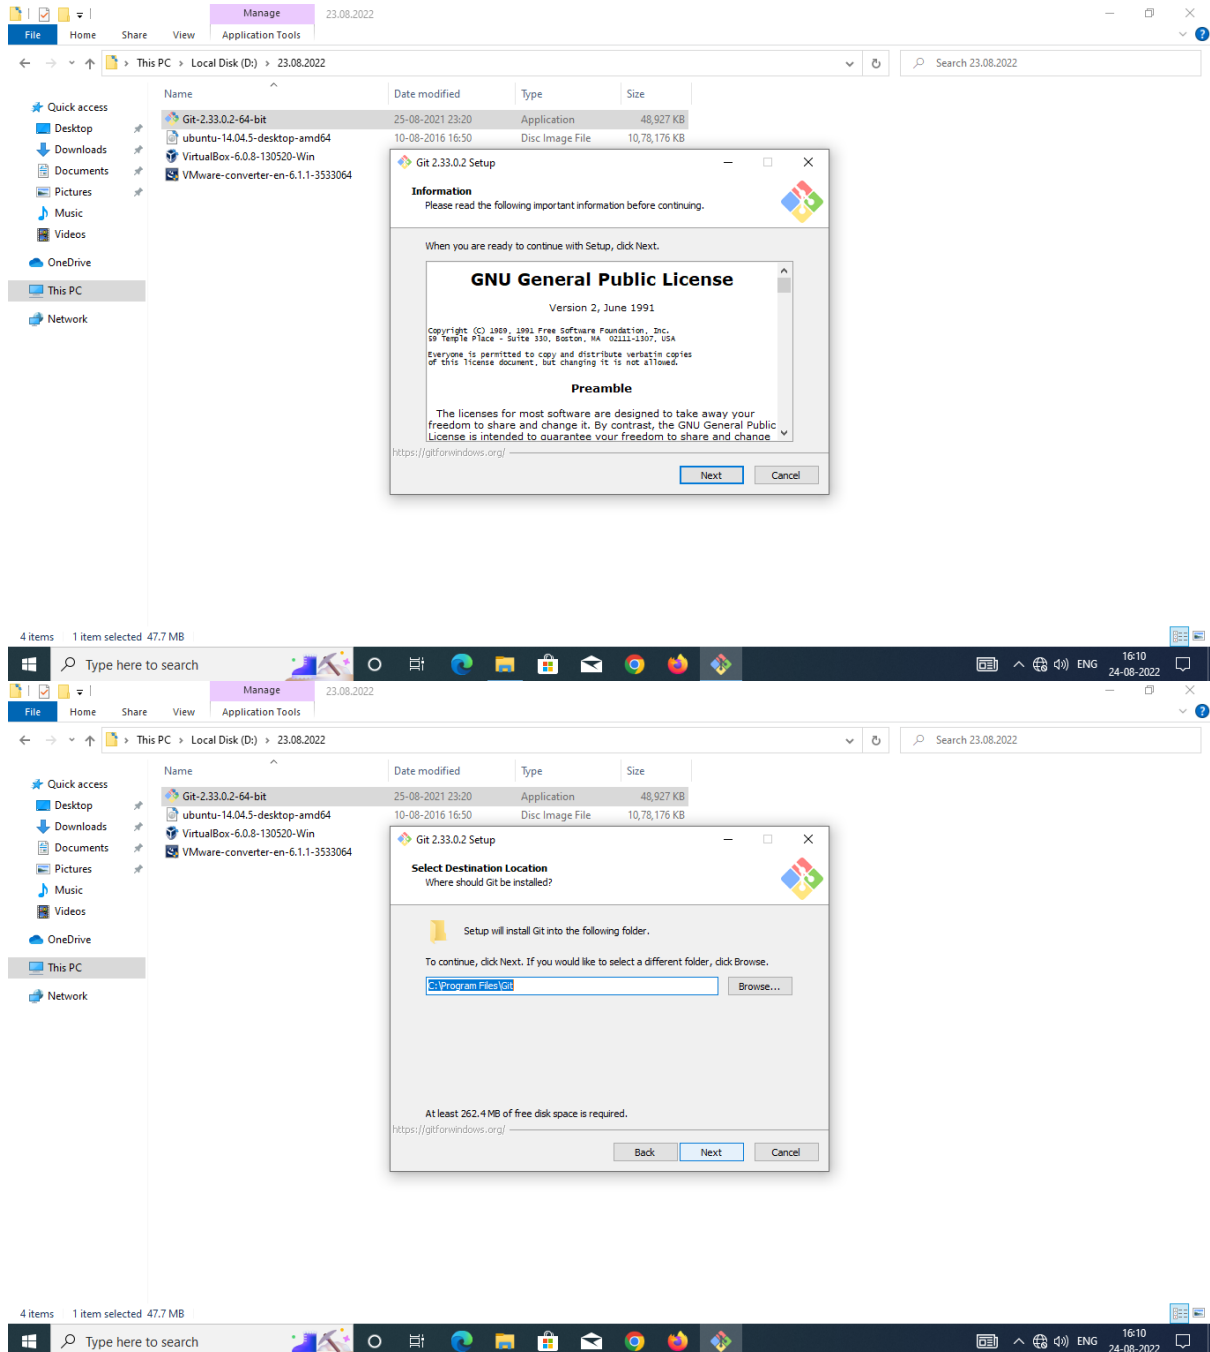 Manage
23.08.2022
File Home Share View Application Tools
This PC > Local Disk (D:) > 23.08.2022
Search 23.08.2022
Name Date modified Type Size
Quick access
Desktop
Downloads
Documents
Pictures
Music
Videos
OneDrive
This PC
Network
Git-2.33.0.2-64-bit 25-08-2021 23:20 Application 48,927 KB
ubuntu-14.04.5-desktop-amd64 10-08-2016 16:50 Disc Image File 10,78,176 KB
VirtualBox-6.0.8-130520-Win
VMware-converter-en-6.1.1-3533064
Git 2.33.0.2 Setup
Information
Please read the following important information before continuing.
When you are ready to continue with Setup, click Next.
GNU General Public License
Version 2, June 1991
Copyright (C) 1989, 1991 Free Software Foundation, Inc.
59 Temple Place - Suite 330, Boston, MA 02111-1307, USA
Everyone is permitted to copy and distribute verbatim copies
of this license document, but changing it is not allowed.
Preamble
The licenses for most software are designed to take away your
freedom to share and change it. By contrast, the GNU General Public
License is intended to guarantee your freedom to share and change
https://gitforwindows.org/
Next Cancel
4 items 1 item selected 47.7 MB
Type here to search
ENG
16:10
24-08-2022
Manage
23.08.2022
File Home Share View Application Tools
This PC > Local Disk (D:) > 23.08.2022
Search 23.08.2022
Name Date modified Type Size
Quick access
Desktop
Downloads
Documents
Pictures
Music
Videos
OneDrive
This PC
Network
Git-2.33.0.2-64-bit 25-08-2021 23:20 Application 48,927 KB
ubuntu-14.04.5-desktop-amd64 10-08-2016 16:50 Disc Image File 10,78,176 KB
VirtualBox-6.0.8-130520-Win
VMware-converter-en-6.1.1-3533064
Git 2.33.0.2 Setup
Select Destination Location
Where should Git be installed?
Setup will install Git into the following folder.
To continue, click Next. If you would like to select a different folder, click Browse.
C:\Program Files\Git
Browse...
At least 262.4 MB of free disk space is required.
https://gitforwindows.org/
Back Next Cancel
4 items 1 item selected 47.7 MB
Type here to search
ENG
16:10
24-08-2022